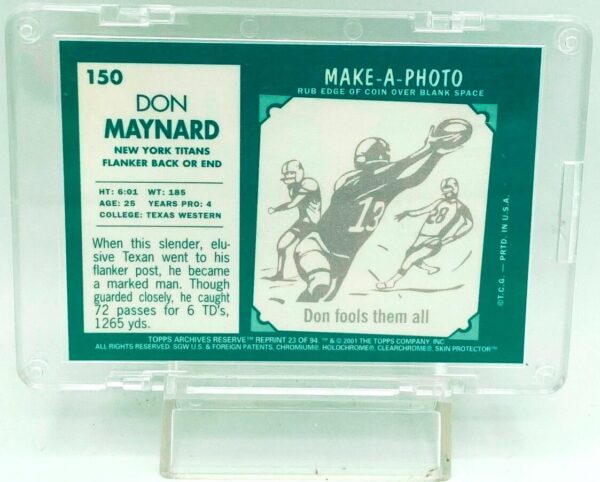 150
DON
MAYNARD
NEW YORK TITANS
FLANKER BACK OR END
HT: 6:01 WT: 185
AGE: 25 YEARS PRO: 4
COLLEGE: TEXAS WESTERN
When this slender, elu-
sive Texan went to his
flanker post, he became
a marked man. Though
guarded closely, he caught
72 passes for 6 TD's,
1265 yds.
MAKE-A-PHOTO
RUB EDGE OF COIN OVER BLANK SPACE
13
28
Don fools them all
©T.C.G. — PRTD. IN U.S.A.
TOPPS ARCHIVES RESERVE™ REPRINT 23 OF 94. ™ & © 2001 THE TOPPS COMPANY, INC.
ALL RIGHTS RESERVED. SGW U.S. & FOREIGN PATENTS. CHROMIUM®. HOLOCHROME®. CLEARCHROME®. SKIN PROTECTOR™